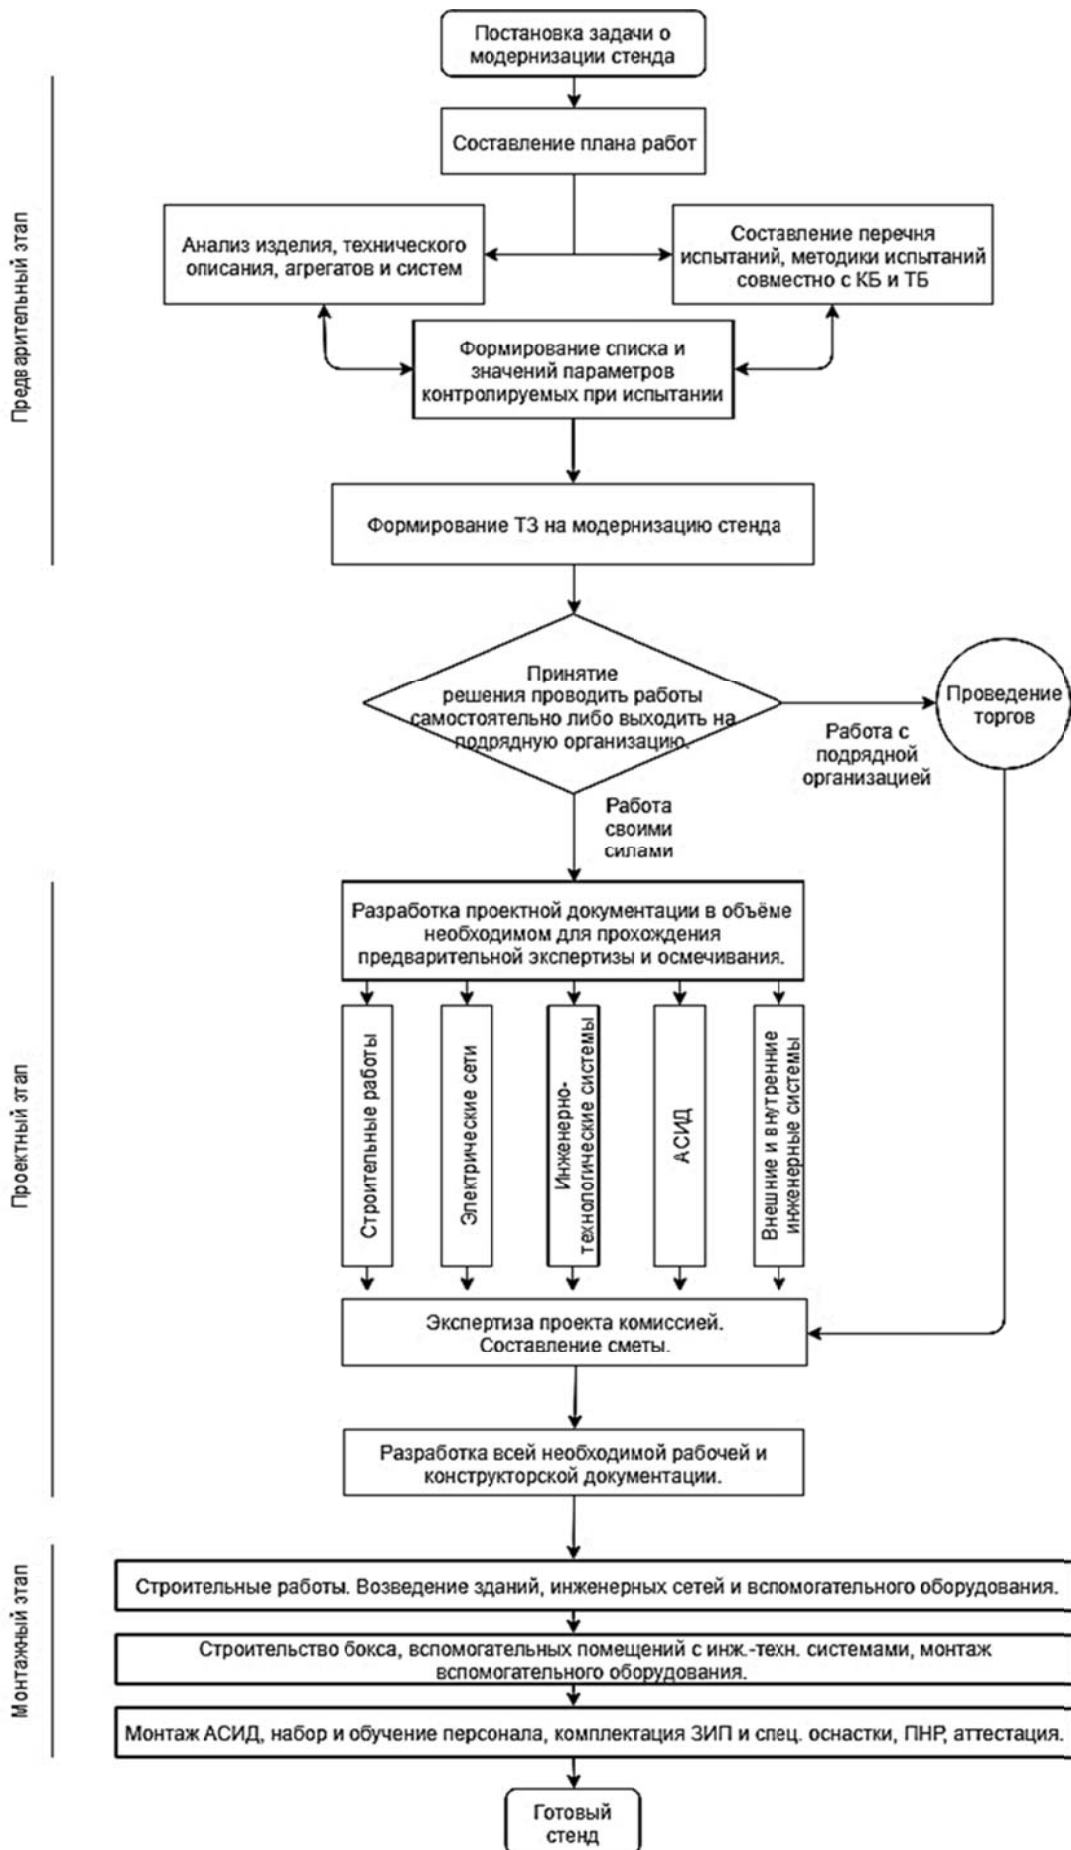 Постановка задачи о
модернизации стенда
Предварительный этап
Составление плана работ
Анализ изделия, технического
описания, агрегатов и систем
Составление перечня
испытаний, методики испытаний
совместно с КБ и ТБ
Формирование списка и
значений параметров
контролируемых при испытании
Формирование ТЗ на модернизацию стенда
Принятие
решения проводить работы
самостоятельно либо выходить на
подрядную организацию.
Проведение
торгов
Работа с
подрядной
организацией
Работа
своими
силами
Проектный этап
Разработка проектной документации в объёме
необходимом для прохождения
предварительной экспертизы и осмечивания.
Строительные работы
Электрические сети
Инженерно-
технологические системы
АСИД
Внешние и внутренние
инженерные системы
Экспертиза проекта комиссией.
Составление сметы.
Разработка всей необходимой рабочей и
конструкторской документации.
Монтажный этап
Строительные работы. Возведение зданий, инженерных сетей и вспомогательного оборудования.
Строительство бокса, вспомогательных помещений с инж.-техн. системами, монтаж
вспомогательного оборудования.
Монтаж АСИД, набор и обучение персонала, комплектация ЗИП и спец. оснастки, ПНР, аттестация.
Готовый
стенд